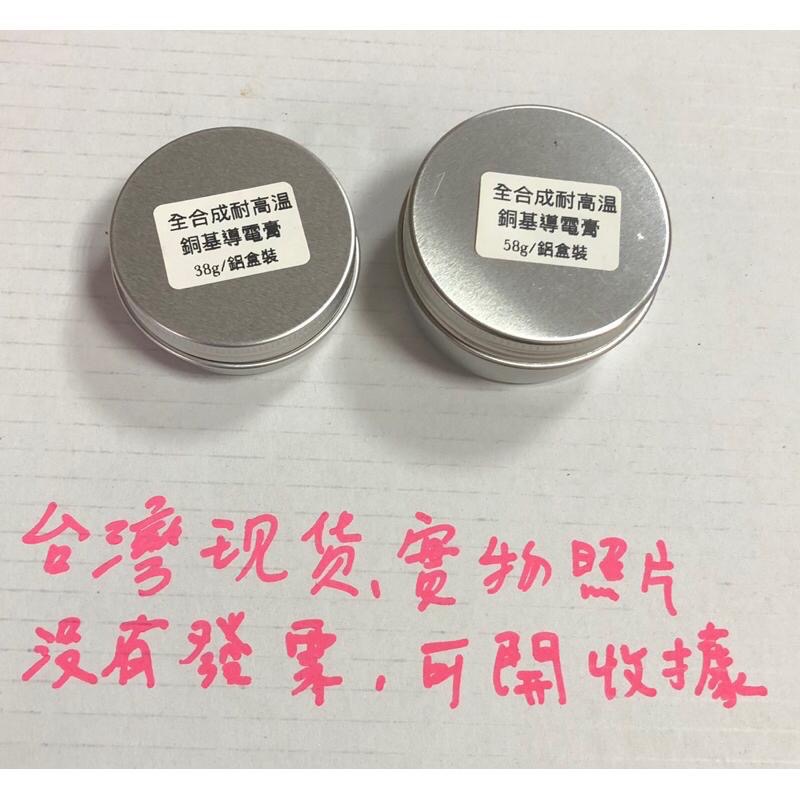 全合成耐高温
銅基導電膏
38g/鋁盒裝
全合成耐高温
銅基導電膏
58g/鋁盒裝
台灣现货,實物照片
沒有發票,可開收據